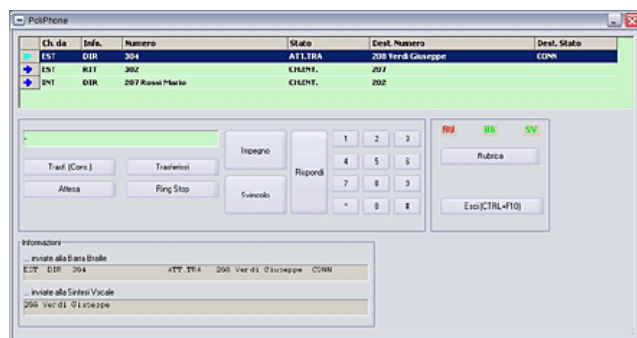 PoliPhone
Ch. da Info. Numero Stato Dest. Numero Dest. Stato
EST DIR 304 ATT.TRA 208 Verdi Giuseppe CONN
EST RIT 302 CH.ENT. 207
INT DIR 207 Rossi Mario CH.ENT. 202
-
Impegno
Rispondi
1 2 3
RU BB SV
Rubrica
Trasf. (Cons.) Trasferisci
4 5 6
Attesa Ring Stop
Svincolo
7 8 9
* 0 #
Esci (CTRL+F10)
Informazioni
... inviate alla Barra Braille
EST DIR 304 ATT.TRA 208 Verdi Giuseppe CONN
... inviate alla Sintesi Vocale
208 Verdi Giuseppe